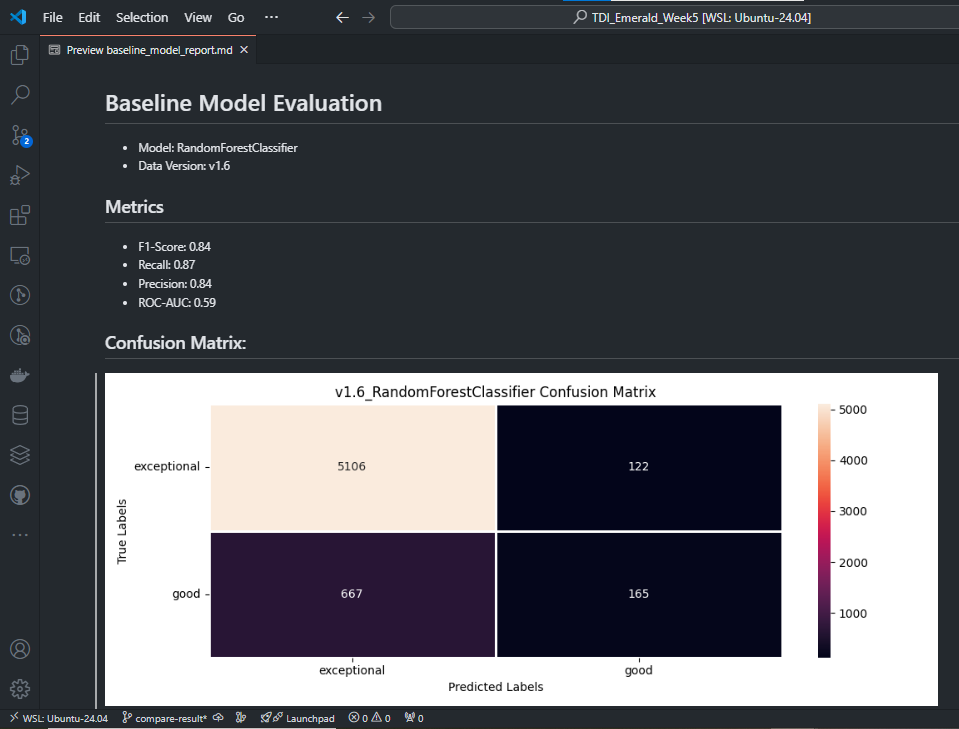 File Edit Selection View Go ...
TDI_Emerald_Week5 [WSL: Ubuntu-24.04]
Preview baseline_model_report.md
2
Baseline Model Evaluation
Model: RandomForestClassifier
Data Version: v1.6
Metrics
F1-Score: 0.84
Recall: 0.87
Precision: 0.84
ROC-AUC: 0.59
Confusion Matrix:
v1.6_RandomForestClassifier Confusion Matrix
True Labels
exceptional
5106
122
good
667
165
exceptional
good
Predicted Labels
5000
4000
3000
2000
1000
WSL: Ubuntu-24.04 compare-result* Launchpad 0 0 0